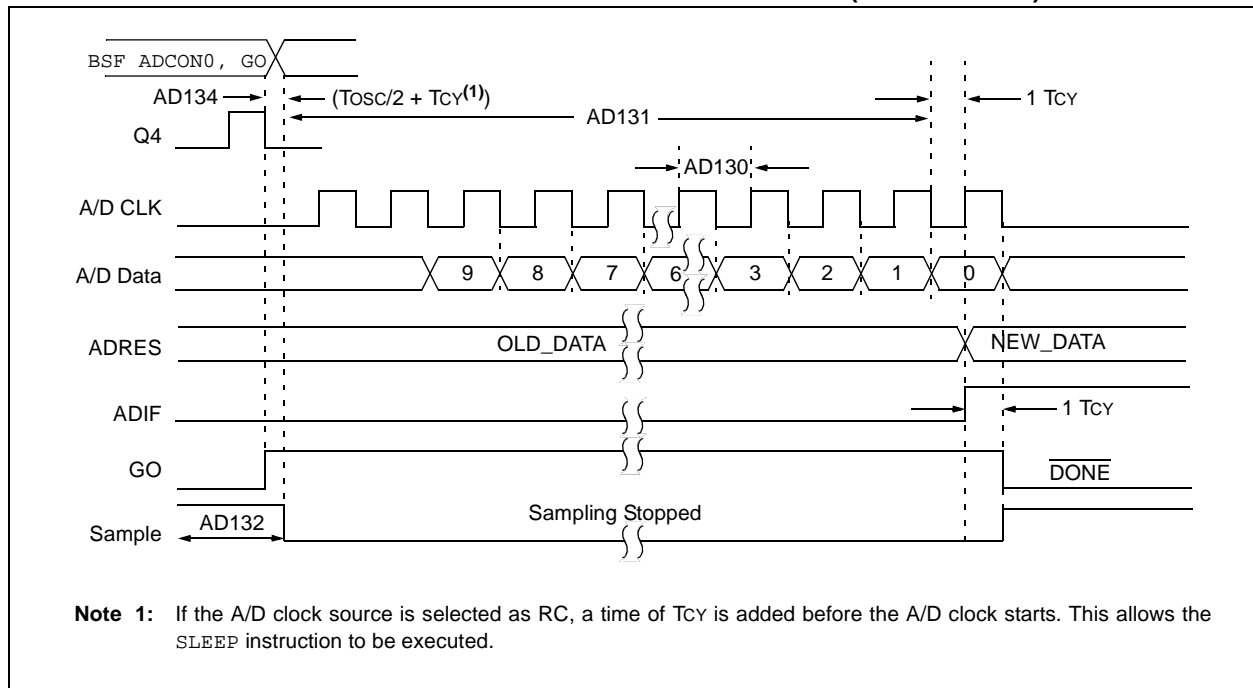 BSF ADCON0, GO
AD134 (TOSC/2 + TCY(1)) 1 TCY
AD131
Q4
AD130
A/D CLK
A/D Data 9 8 7 6 3 2 1 0
ADRES OLD_DATA NEW_DATA
ADIF 1 TCY
GO DONE
Sample AD132 Sampling Stopped
Note 1: If the A/D clock source is selected as RC, a time of TCY is added before the A/D clock starts. This allows the
SLEEP instruction to be executed.